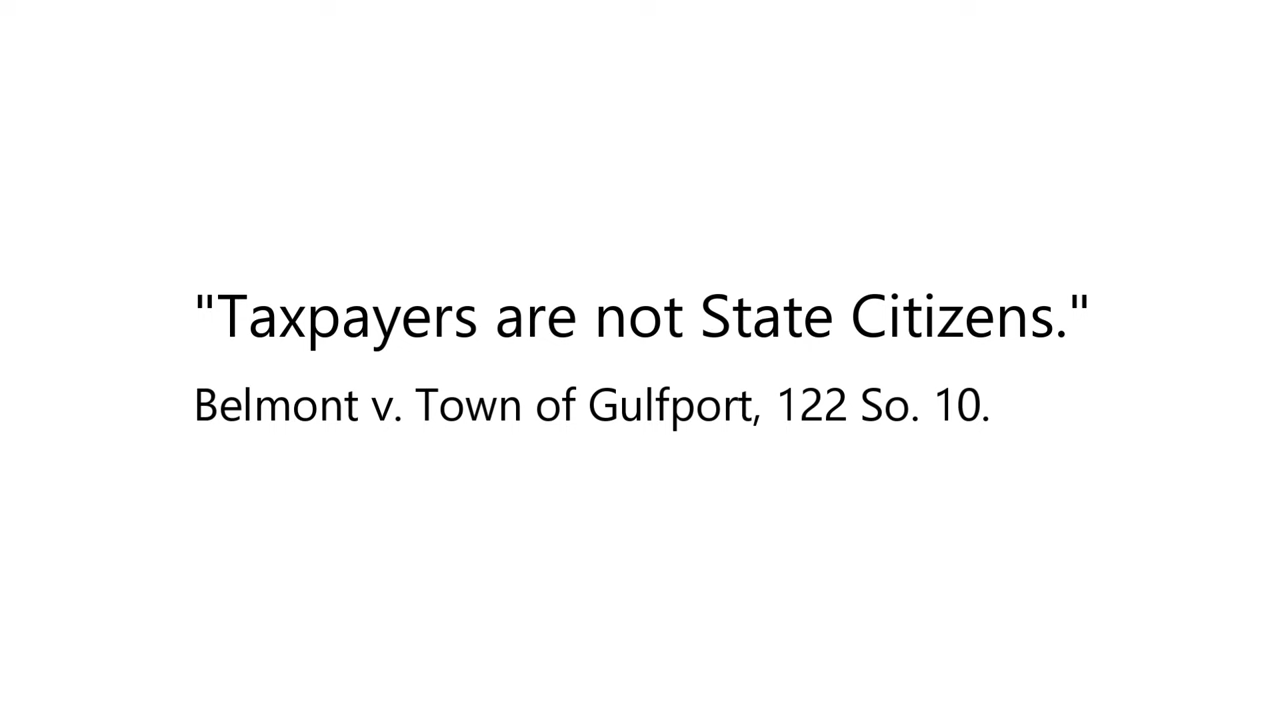 "Taxpayers are not State Citizens."
Belmont v. Town of Gulfport, 122 So. 10.